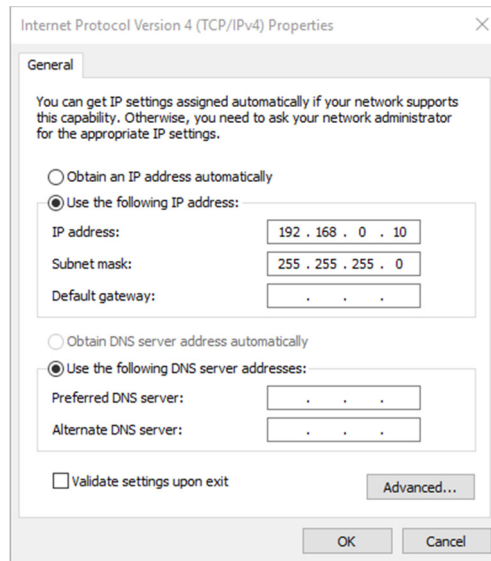 Internet Protocol Version 4 (TCP/IPv4) Properties
General
You can get IP settings assigned automatically if your network supports
this capability. Otherwise, you need to ask your network administrator
for the appropriate IP settings.
Obtain an IP address automatically
Use the following IP address:
IP address: 192 . 168 . 0 . 10
Subnet mask: 255 . 255 . 255 . 0
Default gateway: . . .
Obtain DNS server address automatically
Use the following DNS server addresses:
Preferred DNS server: . . .
Alternate DNS server: . . .
Validate settings upon exit
Advanced...
OK Cancel